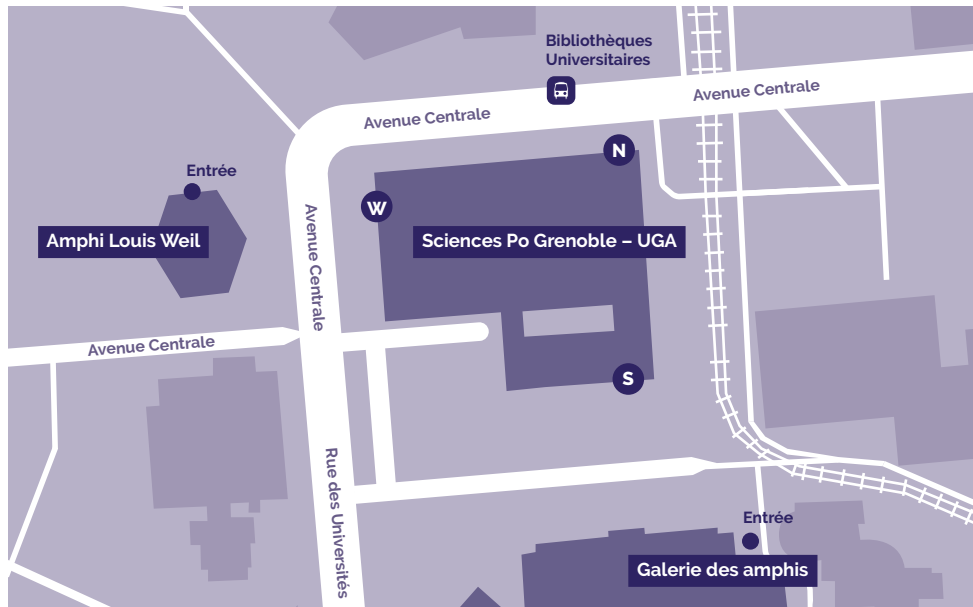 Bibliothèques
Universitaires
Avenue Centrale
Avenue Centrale
N
Entrée
W
Avenue Centrale
Amphi Louis Weil
Sciences Po Grenoble – UGA
Avenue Centrale
S
Rue des Universités
Entrée
Galerie des amphis